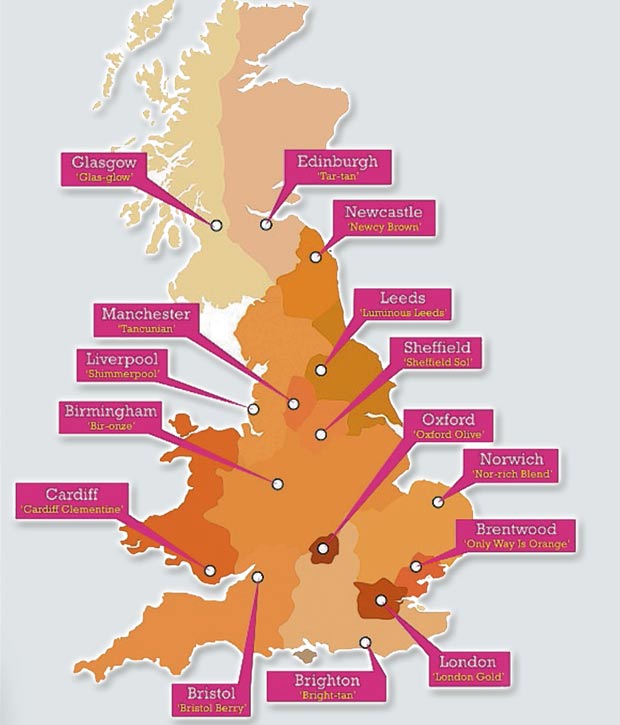 Glasgow
'Glas-glow'
Edinburgh
'Tar-tan'
Newcastle
'Newcy Brown'
Leeds
'Luminous Leeds'
Manchester
'Tancunian'
Sheffield
'Sheffield Sol'
Liverpool
'Shimmerpool'
Birmingham
'Bir-onze'
Oxford
'Oxford Olive'
Norwich
'Nor-rich Blend'
Cardiff
'Cardiff Clementine'
Brentwood
'Only Way Is Orange'
London
'London Gold'
Brighton
'Bright-tan'
Bristol
'Bristol Berry'